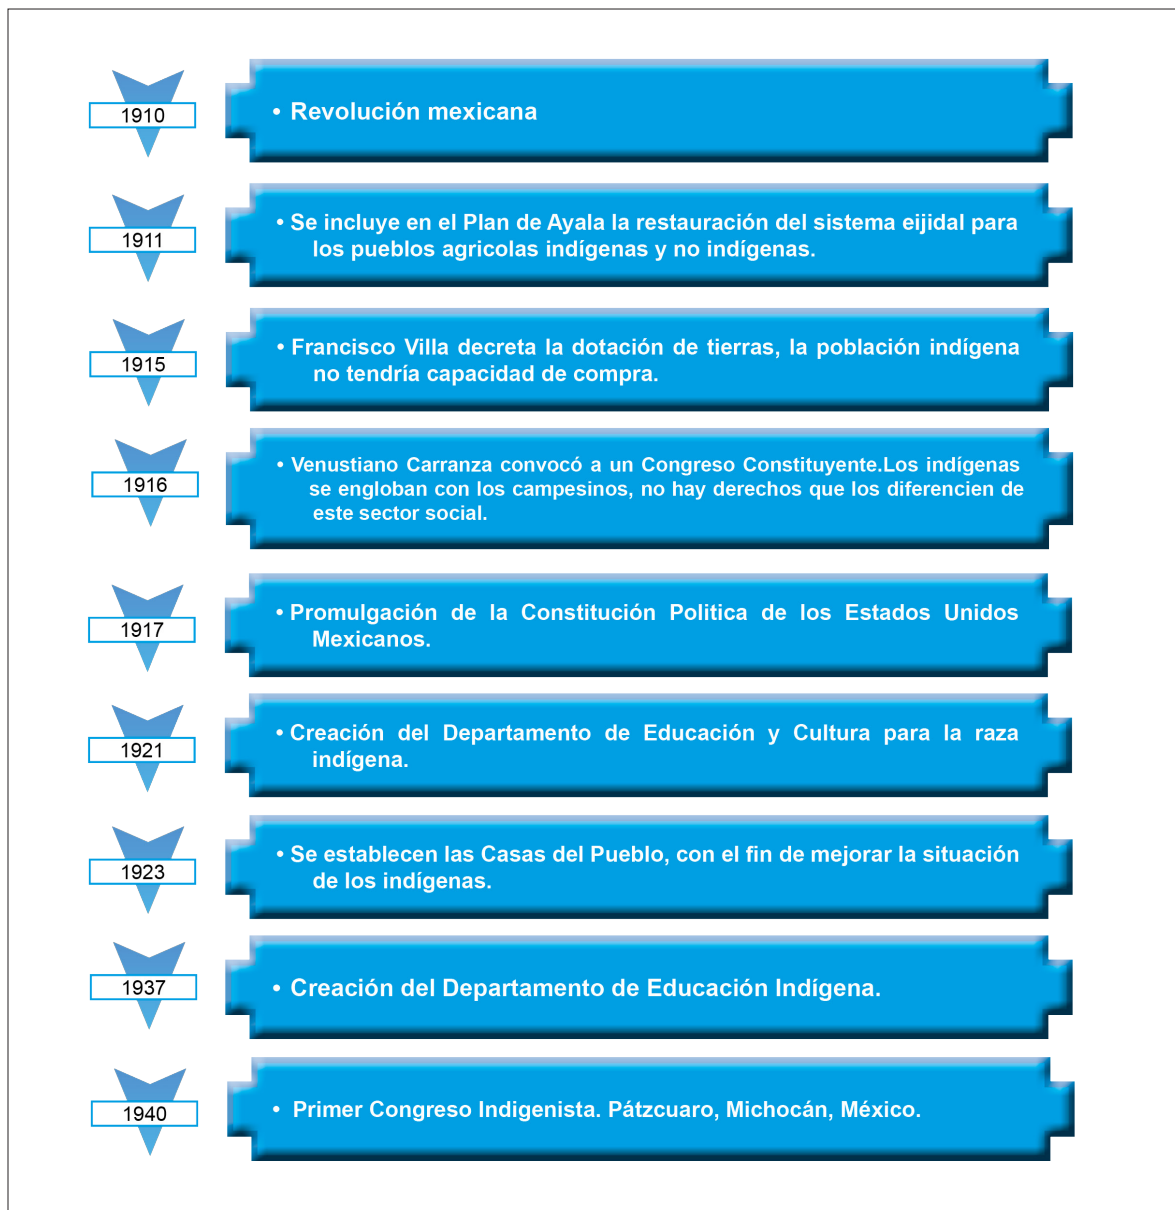 1910
• Revolución mexicana
1911
• Se incluye en el Plan de Ayala la restauración del sistema eijidal para
los pueblos agricolas indígenas y no indígenas.
1915
• Francisco Villa decreta la dotación de tierras, la población indígena
no tendría capacidad de compra.
1916
• Venustiano Carranza convocó a un Congreso Constituyente.Los indígenas
se engloban con los campesinos, no hay derechos que los diferencien de
este sector social.
1917
• Promulgación de la Constitución Politica de los Estados Unidos
Mexicanos.
1921
• Creación del Departamento de Educación y Cultura para la raza
indígena.
1923
• Se establecen las Casas del Pueblo, con el fin de mejorar la situación
de los indígenas.
1937
• Creación del Departamento de Educación Indígena.
1940
• Primer Congreso Indigenista. Pátzcuaro, Michocán, México.